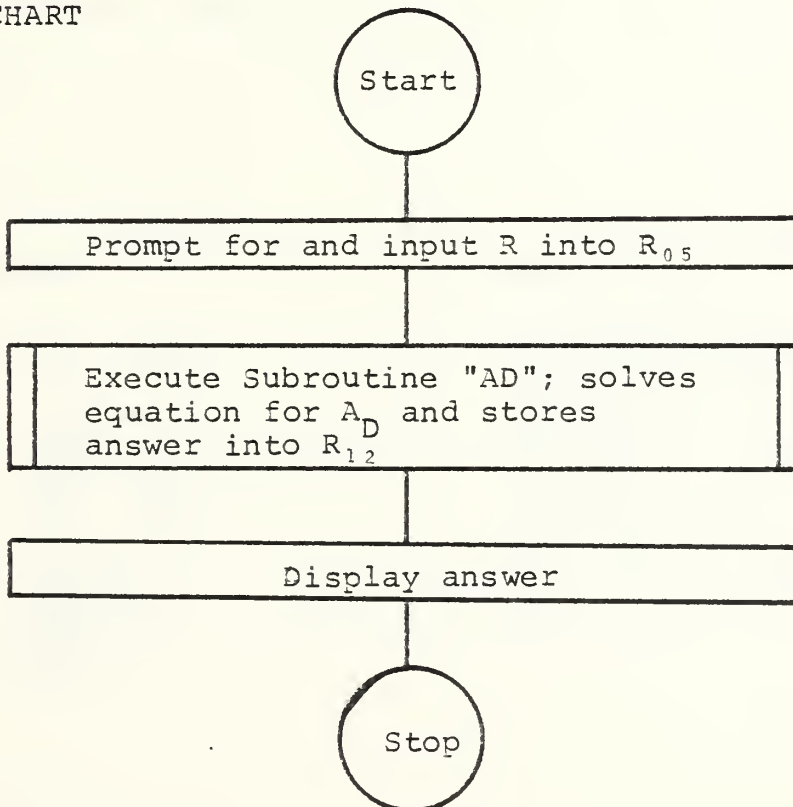 CHART
Start
Prompt for and input R into R₀₅
Execute Subroutine "AD"; solves
equation for A_D and stores
answer into R₁₂
Display answer
Stop